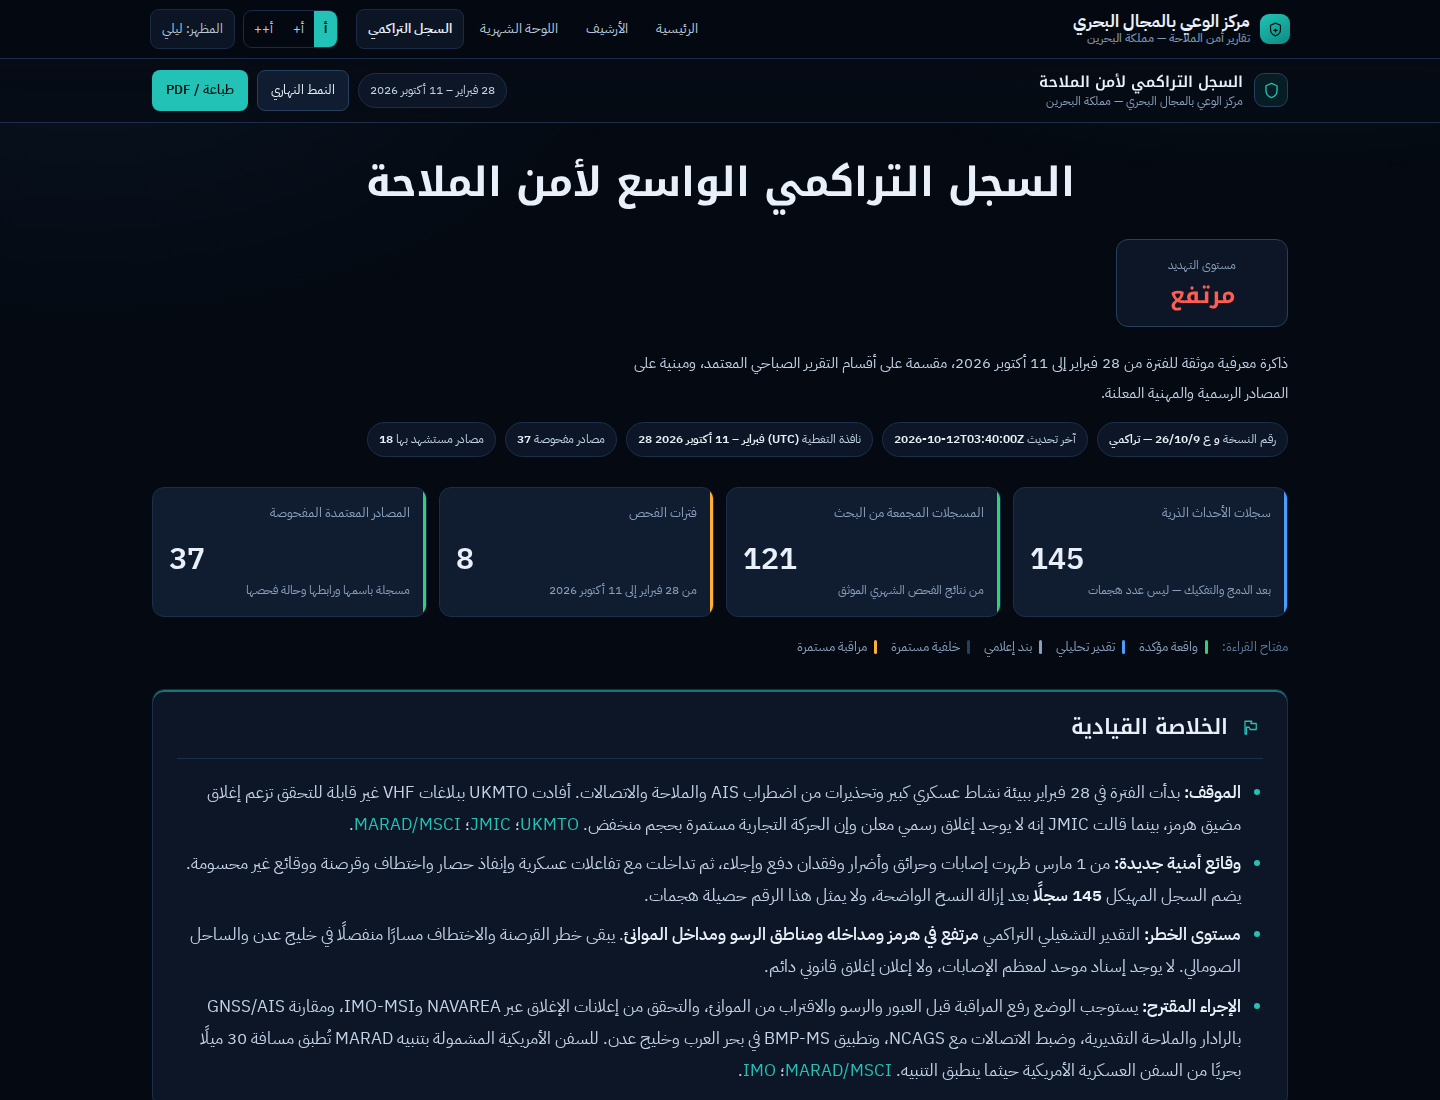 مركز الوعي بالمجال البحري
تقارير أمن الملاحة — مملكة البحرين
الرئيسية
الأرشيف
اللوحة الشهرية
السجل التراكمي
أ
أ+
أ++
المظهر: ليلي
السجل التراكمي لأمن الملاحة
مركز الوعي بالمجال البحري — مملكة البحرين
28 فبراير – 11 أكتوبر 2026
النمط النهاري
طباعة / PDF
السجل التراكمي الواسع لأمن الملاحة
مستوى التهديد
مرتفع
ذاكرة معرفية موثقة للفترة من 28 فبراير إلى 11 أكتوبر 2026، مقسمة على أقسام التقرير الصباحي المعتمد، ومبنية على
المصادر الرسمية والمهنية المعلنة.
رقم النسخة و ع 26/10/9 — تراكمي
آخر تحديث 2026-10-12T03:40:00Z
نافذة التغطية (UTC) 28 فبراير – 11 أكتوبر 2026
مصادر مفحوصة 37
مصادر مستشهد بها 18
سجلات الأحداث الذرية
145
بعد الدمج والتفكيك — ليس عدد هجمات
المسجلات المجمعة من البحث
121
من نتائج الفحص الشهري الموثق
فترات الفحص
8
من 28 فبراير إلى 11 أكتوبر 2026
المصادر المعتمدة المفحوصة
37
مسجلة باسمها ورابطها وحالة فحصها
مفتاح القراءة:
واقعة مؤكدة
تقدير تحليلي
بند إعلامي
خلفية مستمرة
مراقبة مستمرة
الخلاصة القيادية
الموقف: بدأت الفترة في 28 فبراير ببيئة نشاط عسكري كبير وتحذيرات من اضطراب AIS والملاحة والاتصالات. أفادت UKMTO ببلاغات VHF غير قابلة للتحقق تزعم إغلاق
مضيق هرمز، بينما قالت JMIC إنه لا يوجد إغلاق رسمي معلن وإن الحركة التجارية مستمرة بحجم منخفض. UKMTO؛ JMIC؛ MARAD/MSCI.
وقائع أمنية جديدة: من 1 مارس ظهرت إصابات وحرائق وأضرار وفقدان دفع وإجلاء، ثم تداخلت مع تفاعلات عسكرية وإنفاذ حصار واختطاف وقرصنة ووقائع غير محسومة.
يضم السجل المهيكل 145 سجلًا بعد إزالة النسخ الواضحة، ولا يمثل هذا الرقم حصيلة هجمات.
مستوى الخطر: التقدير التشغيلي التراكمي مرتفع في هرمز ومداخله ومناطق الرسو ومداخل الموانئ. يبقى خطر القرصنة والاختطاف مسارًا منفصلًا في خليج عدن والساحل
الصومالي. لا يوجد إسناد موحد لمعظم الإصابات، ولا إعلان إغلاق قانوني دائم.
الإجراء المقترح: يستوجب الوضع رفع المراقبة قبل العبور والرسو والاقتراب من الموانئ، والتحقق من إعلانات الإغلاق عبر NAVAREA وIMO-MSI، ومقارنة GNSS/AIS
بالرادار والملاحة التقديرية، وضبط الاتصالات مع NCAGS، وتطبيق BMP-MS في بحر العرب وخليج عدن. للسفن الأمريكية المشمولة بتنبيه MARAD تُطبق مسافة 30 ميلًا
بحريًا من السفن العسكرية الأمريكية حيثما ينطبق التنبيه. MARAD/MSCI؛ IMO.